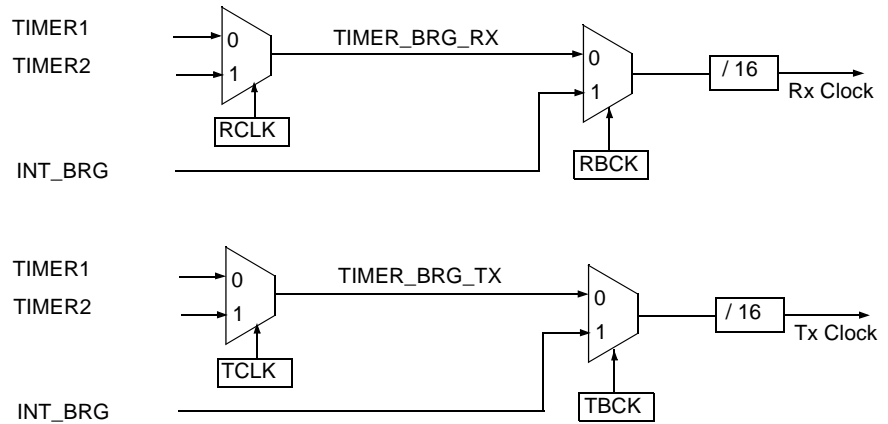 TIMER1
0
TIMER_BRG_RX
TIMER2
1
0
/ 16
1
Rx Clock
RCLK
INT_BRG
RBCK
TIMER1
0
TIMER_BRG_TX
TIMER2
1
0
/ 16
1
Tx Clock
TCLK
INT_BRG
TBCK